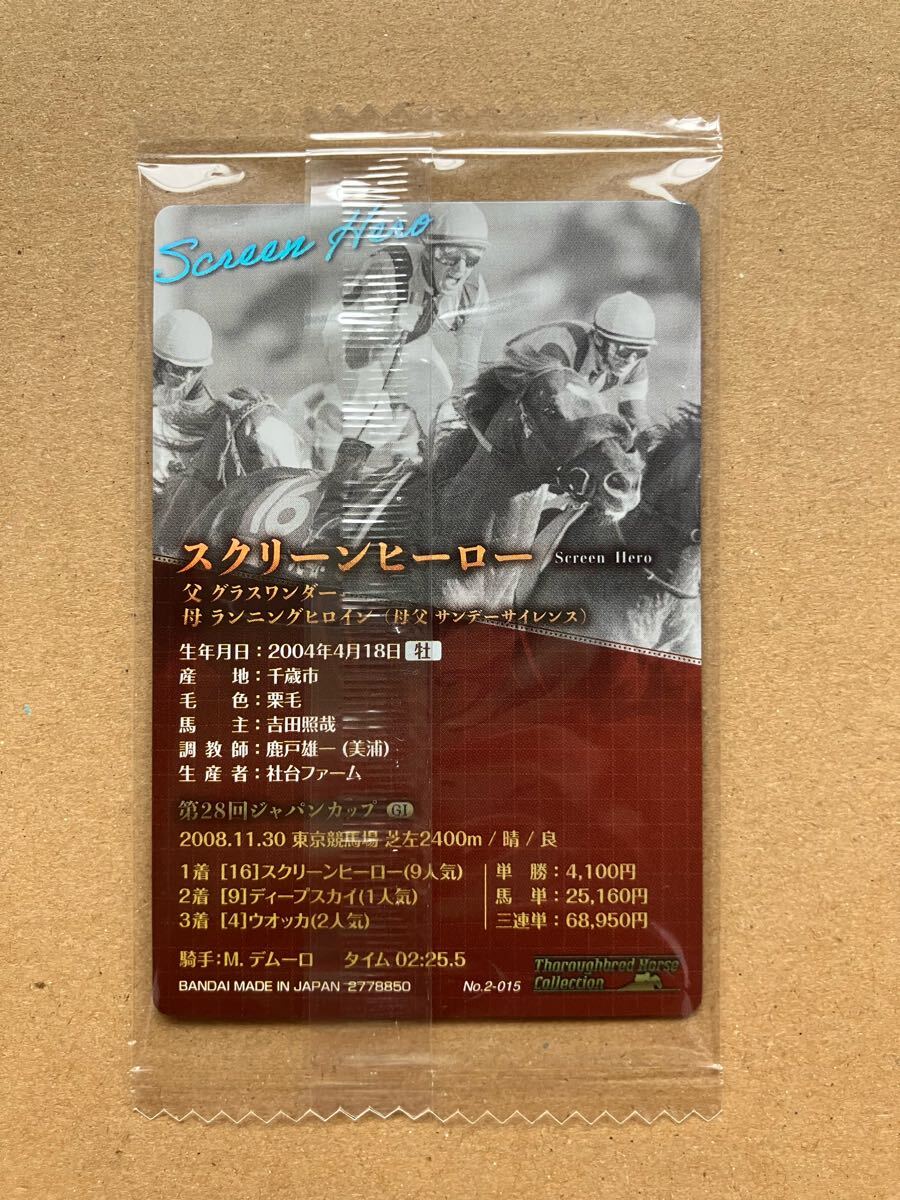 Screen Hero
16
スクリーンヒーロー Screen Hero
父 グラスワンダー
母 ランニングヒロイン（母父 サンデーサイレンス）
生年月日：2004年4月18日 牡
産地：千歳市
毛色：栗毛
馬主：吉田照哉
調教師：鹿戸雄一 (美浦)
生産者：社台ファーム
第28回ジャパンカップ GI
2008.11.30 東京競馬場 芝左2400m / 晴 / 良
1着 [16]スクリーンヒーロー(9人気) 単勝：4,100円
2着 [9]ディープスカイ(1人気) 馬単：25,160円
3着 [4]ウオッカ(2人気) 三連単：68,950円
騎手：M. デムーロ タイム 02:25.5
BANDAI MADE IN JAPAN 2778850 No.2-015 Thoroughbred Horse
Collection